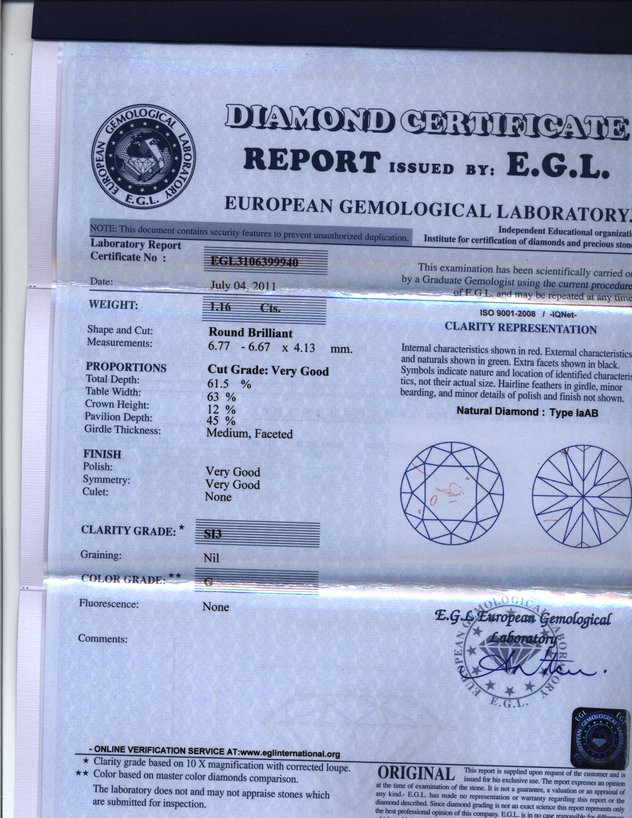 DIAMOND CERTIFICATE
REPORT ISSUED BY: E.G.L.
EUROPEAN GEMOLOGICAL LABORATORY
EUROPEAN GEMOLOGICAL LABORATORY
E.G.L.
Independent Educational
Institute for certification of diamonds and precious
NOTE: This document contains security features to prevent unauthorized duplication.
Laboratory Report
Certificate No : EGL3106399940
Date: July 04, 2011
WEIGHT: 1.16 Cts.
Shape and Cut: Round Brilliant
Measurements: 6.77 - 6.67 x 4.13 mm.
PROPORTIONS Cut Grade: Very Good
Total Depth: 61.5 %
Table Width: 63 %
Crown Height: 12 %
Pavilion Depth: 45 %
Girdle Thickness: Medium, Faceted
FINISH
Polish: Very Good
Symmetry: Very Good
Culet: None
CLARITY GRADE: ★ SI3
Graining: Nil
COLOR GRADE: ★★ G
Fluorescence: None
Comments:
This examination has been scientifically carried
by a Graduate Gemologist using the current
of E.G.L. and may be repeated at any
ISO 9001-2008 / -IQNet-
CLARITY REPRESENTATION
Internal characteristics shown in red. External characteristics
and naturals shown in green. Extra facets shown in black.
Symbols indicate nature and location of identified
tics, not their actual size. Hairline feathers in girdle, minor
bearding, and minor details of polish and finish not shown.
Natural Diamond : Type IaAB
E.G.L European Gemological
Laboratory
EUROPEAN GEMOLOGICAL LABORATORY
E.G.L.
- ONLINE VERIFICATION SERVICE AT:www.eglinternational.org
★ Clarity grade based on 10 X magnification with corrected loupe.
★★ Color based on master color diamonds comparison.
The laboratory does not and may not appraise stones which
are submitted for inspection.
ORIGINAL This report is supplied upon request of the customer and is
issued for his exclusive use. The report expresses an opinion
at the time of examination of the stone. It is not a guarantee, a valuation or an appraisal of
any kind.- E.G.L. has made no representation or warranty regarding this report or the
diamond described. Since diamond grading is not an exact science this report represents only
the best professional opinion of this company. E.G.L. is in no case responsible for